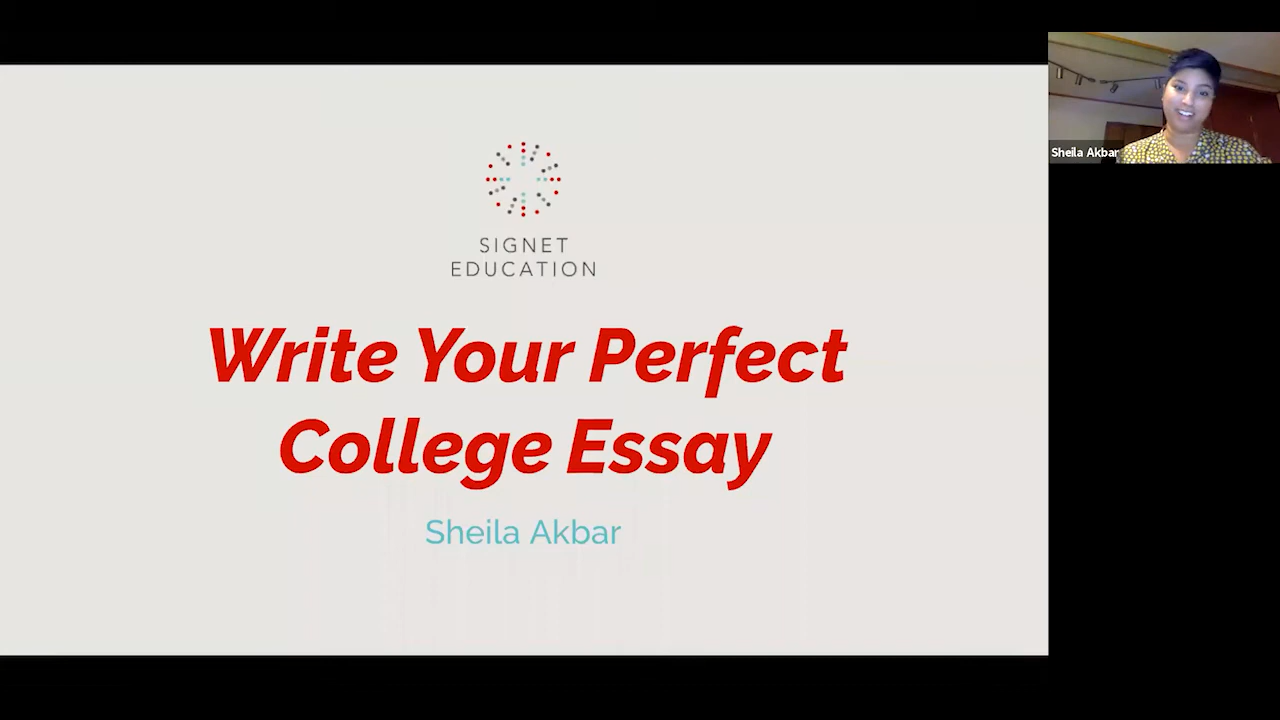 SIGNET
EDUCATION
Write Your Perfect
College Essay
Sheila Akbar
Sheila Akbar